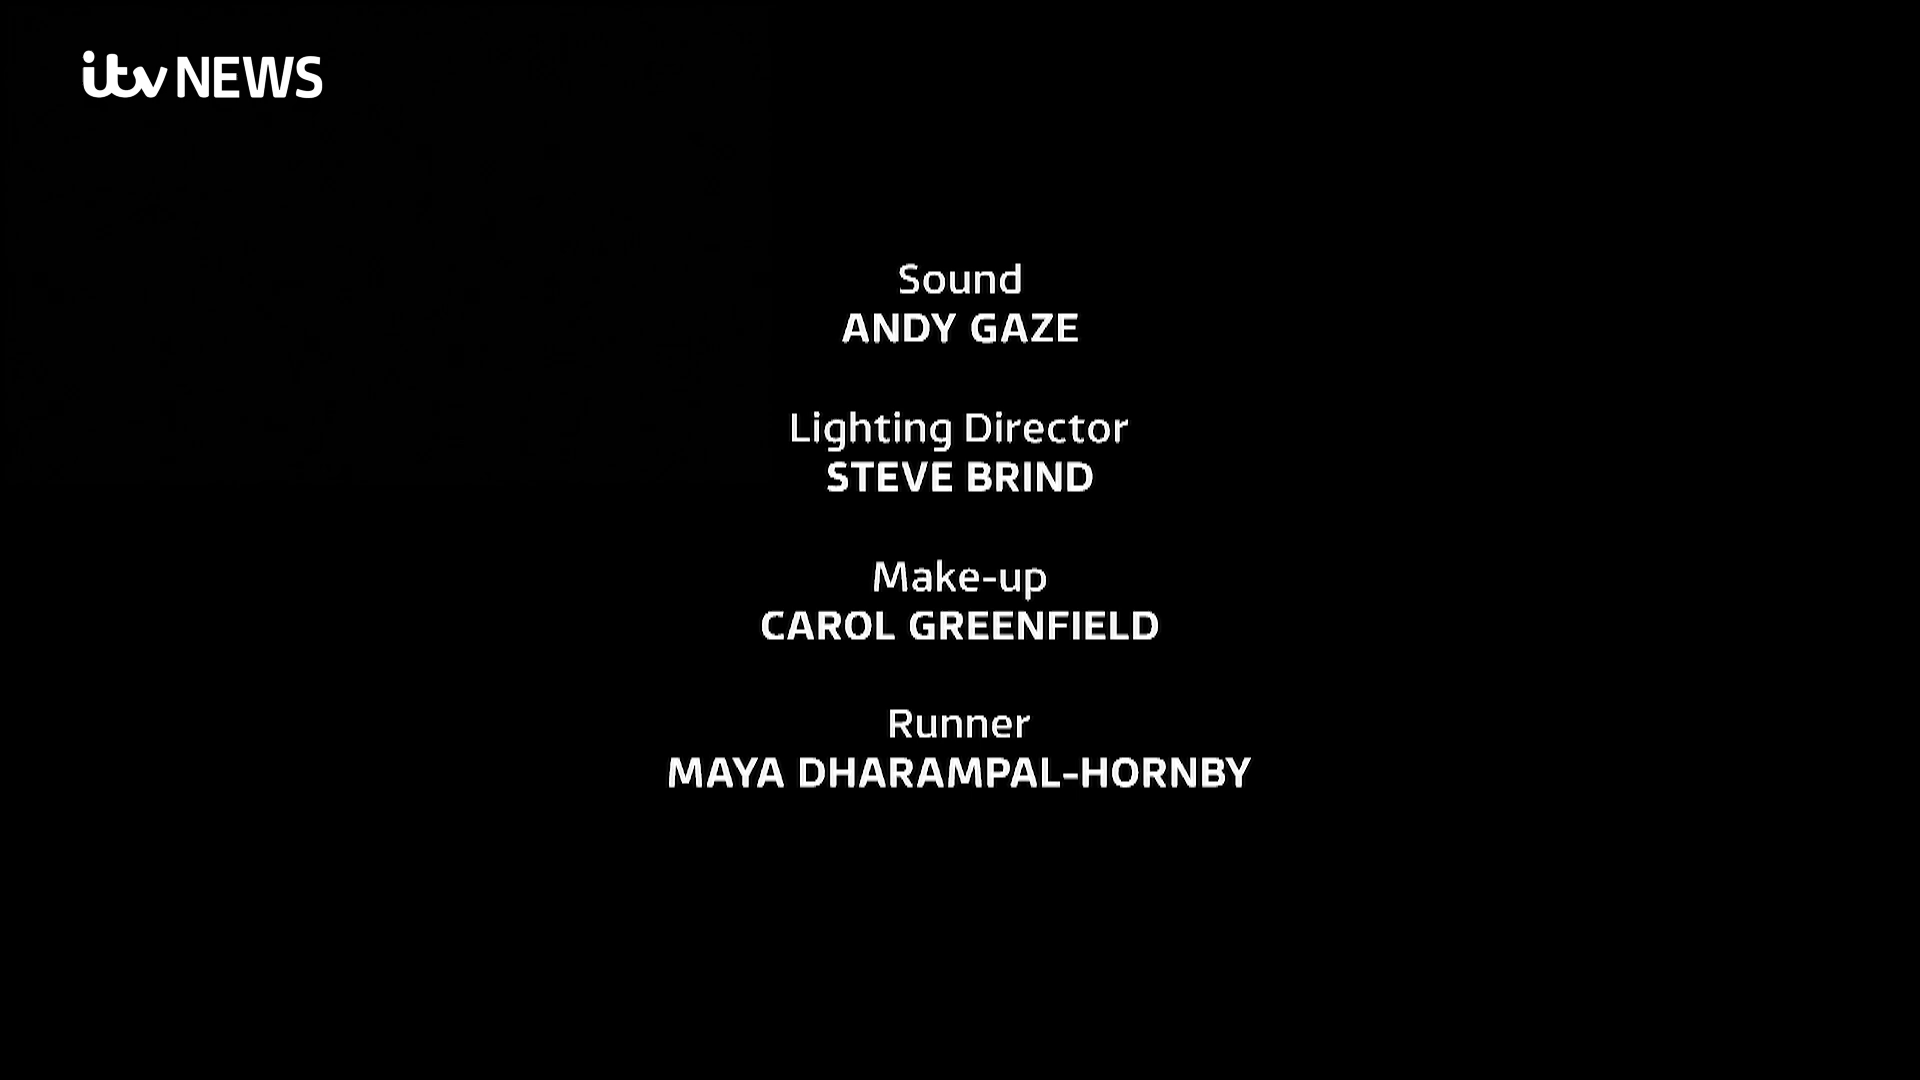 itv NEWS
Sound
ANDY GAZE
Lighting Director
STEVE BRIND
Make-up
CAROL GREENFIELD
Runner
MAYA DHARAMPAL-HORNBY